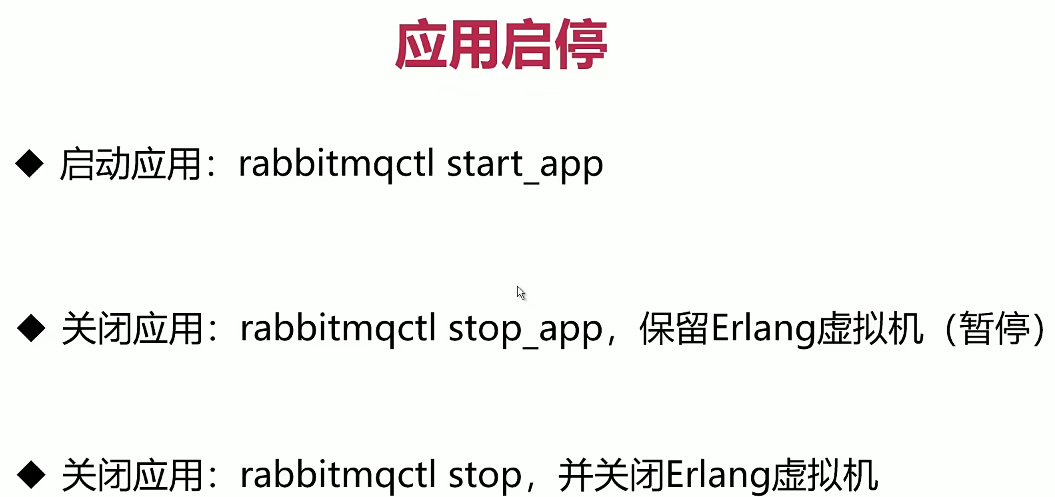 应用启停
◆ 启动应用：rabbitmqctl start_app
◆ 关闭应用：rabbitmqctl stop_app，保留Erlang虚拟机（暂停）
◆ 关闭应用：rabbitmqctl stop，并关闭Erlang虚拟机